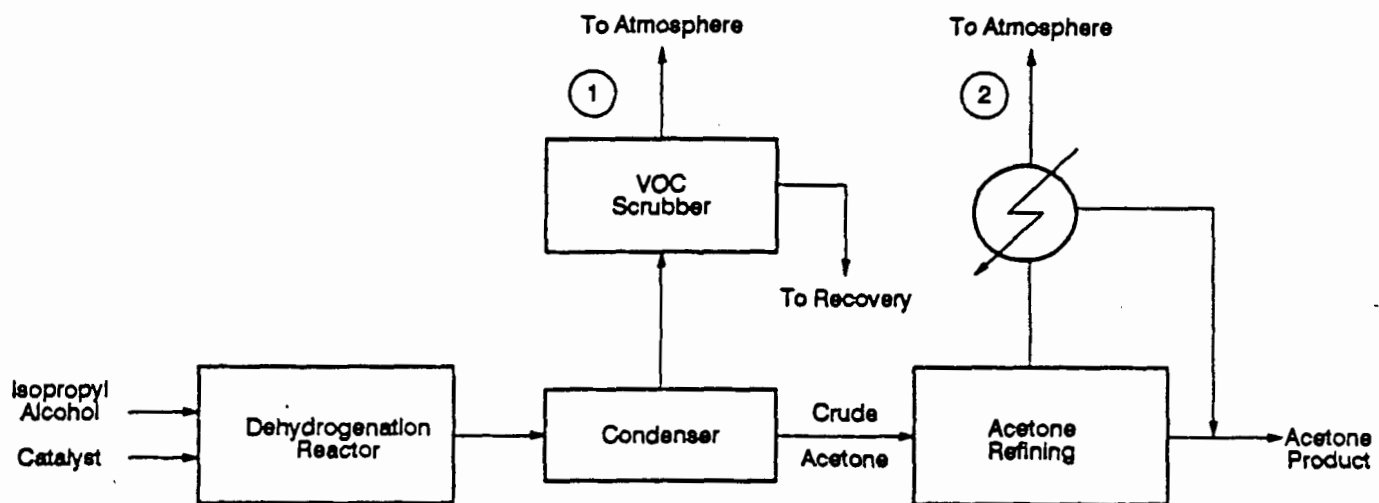 To Atmosphere
To Atmosphere
1
2
VOC
Scrubber
To Recovery
Isopropyl
Alcohol
Catalyst
Dehydrogenation
Reactor
Condenser
Crude
Acetone
Acetone
Refining
Acetone
Product